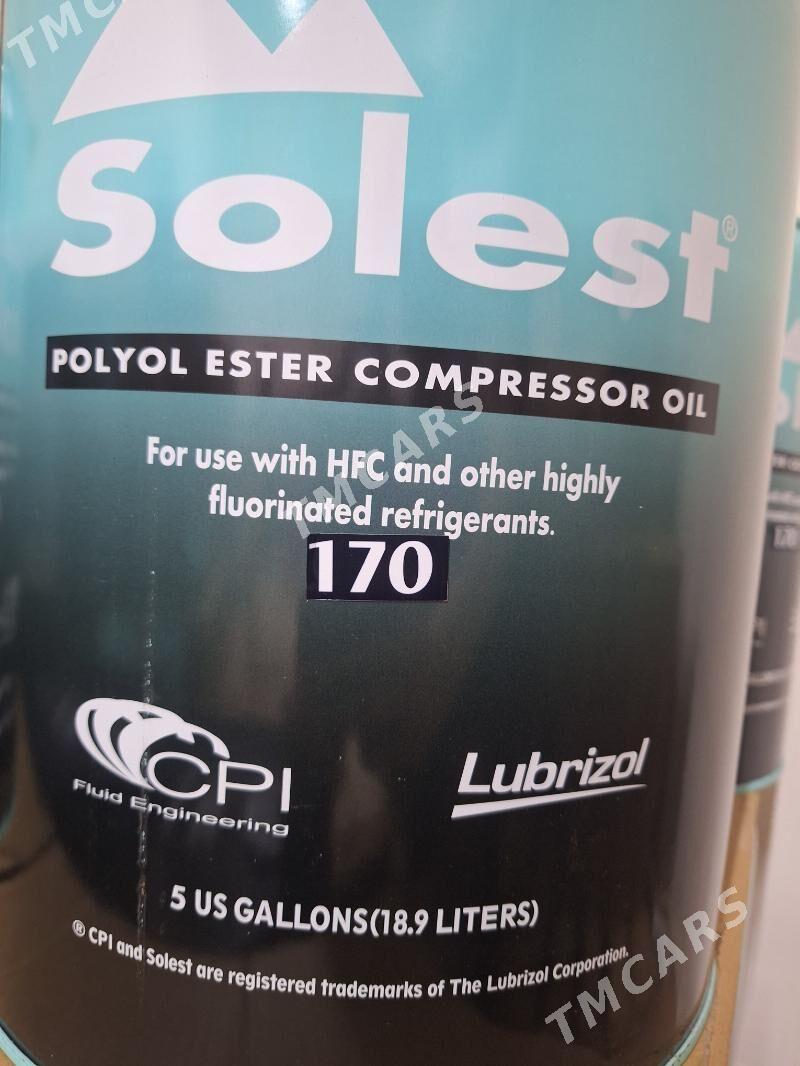 TMCARS
Solest®
POLYOL ESTER COMPRESSOR OIL
For use with HFC and other highly
fluorinated refrigerants.
TMCARS
170
CPI
Fluid Engineering
Lubrizol
5 US GALLONS(18.9 LITERS)
® CPI and Solest are registered trademarks of The Lubrizol Corporation.
TMCARS
170